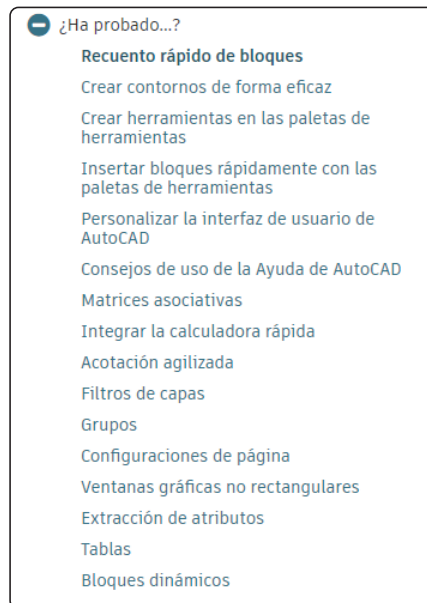 ¿Ha probado...?
Recuento rápido de bloques
Crear contornos de forma eficaz
Crear herramientas en las paletas de
herramientas
Insertar bloques rápidamente con las
paletas de herramientas
Personalizar la interfaz de usuario de
AutoCAD
Consejos de uso de la Ayuda de AutoCAD
Matrices asociativas
Integrar la calculadora rápida
Acotación agilizada
Filtros de capas
Grupos
Configuraciones de página
Ventanas gráficas no rectangulares
Extracción de atributos
Tablas
Bloques dinámicos